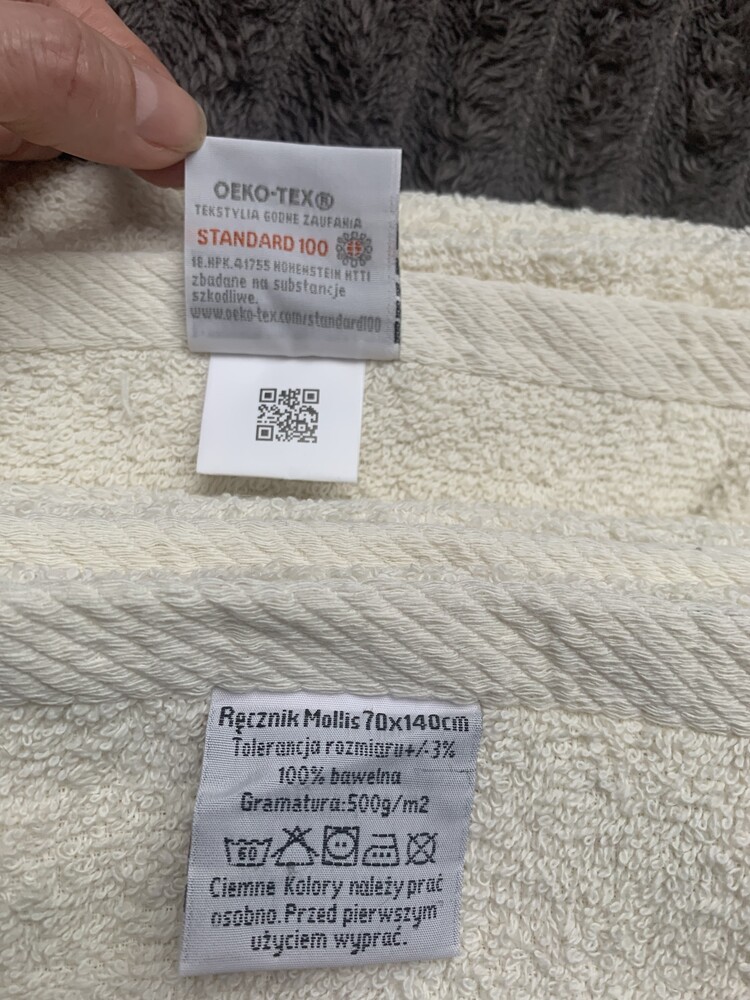 OEKO-TEX®
TEKSTYLIA GODNE ZAUFANIA
STANDARD 100
18.HPK.41755 HOHENSTEIN HTTI
zbadane na substancje
szkodliwe.
www.oeko-tex.com/standard100
Ręcznik Mollis 70x140cm
Tolerancja rozmiaru+/-3%
100% bawełna
Gramatura:500g/m2
60
Ciemne Kolory należy prać
osobno. Przed pierwszym
użyciem wyprać.